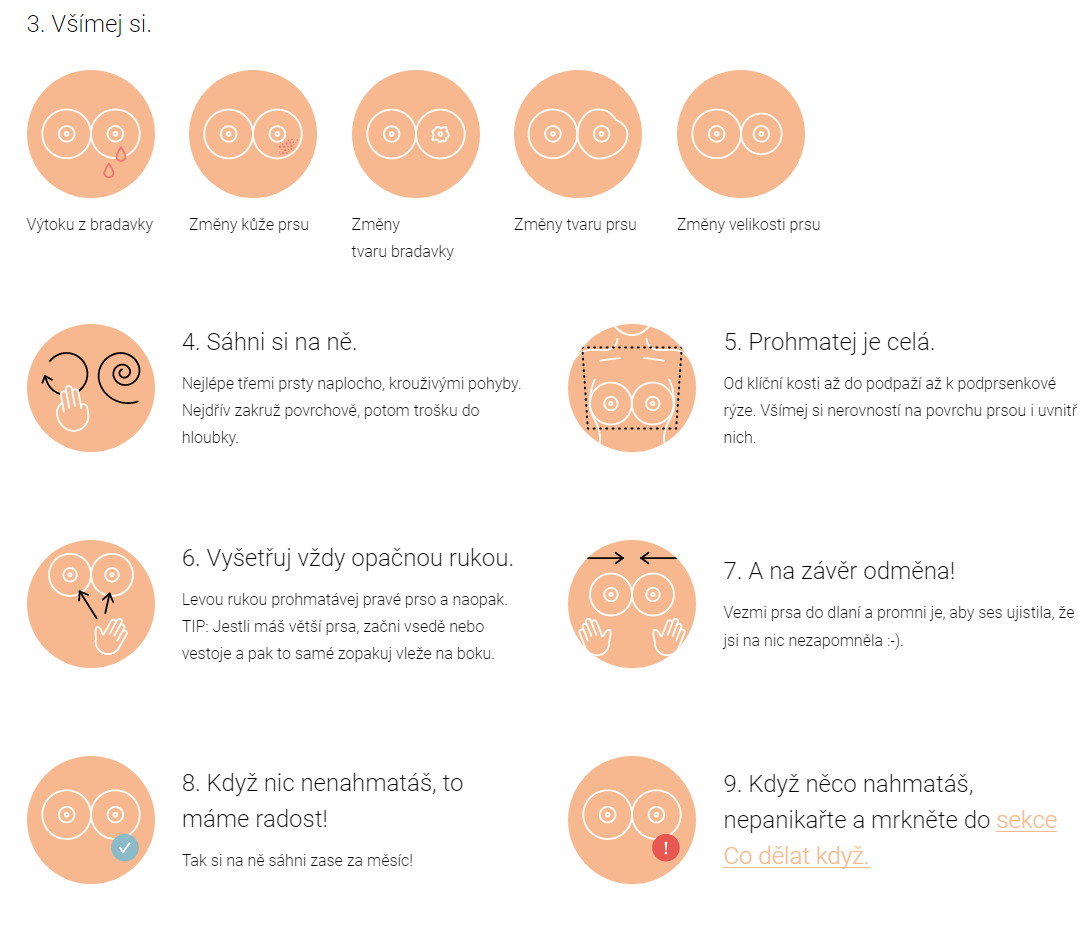 3. Všímej si.
Výtoku z bradavky
Změny kůže prsu
Změny
tvaru bradavky
Změny tvaru prsu
Změny velikosti prsu
4. Sáhni si na ně.
Nejlépe třemi prsty naplocho, krouživými pohyby.
Nejdřív zakruž povrchově, potom trošku do
hloubky.
5. Prohmatej je celá.
Od klíční kosti až do podpaží až k podprsenkové
rýze. Všímej si nerovností na povrchu prsou i uvnitř
nich.
6. Vyšetřuj vždy opačnou rukou.
Levou rukou prohmatávej pravé prso a naopak.
TIP: Jestli máš větší prsa, začni vsedě nebo
vestoje a pak to samé zopakuj vleže na boku.
7. A na závěr odměna!
Vezmi prsa do dlaní a promni je, aby ses ujistila, že
jsi na nic nezapomněla :-).
8. Když nic nenahmatáš, to
máme radost!
Tak si na ně sáhni zase za měsíc!
9. Když něco nahmatáš,
nepanikařte a mrkněte do sekce
Co dělat když.
!